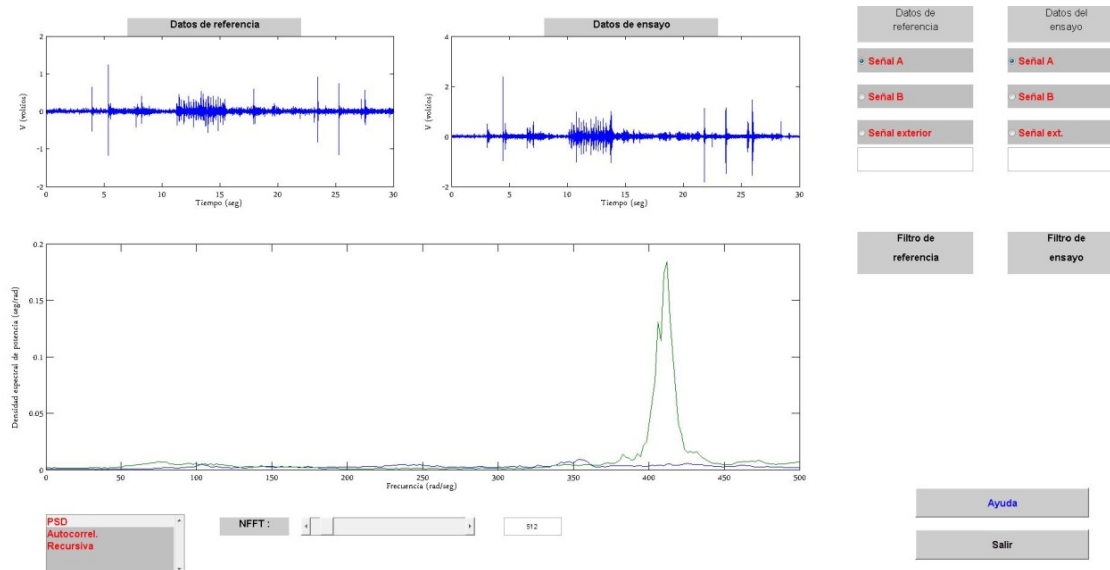 Datos de referencia
2
1
0
-1
-2
V (voltios)
0 5 10 15 20 25 30
Tiempo (seg)
Datos de ensayo
4
2
0
-2
V (voltios)
0 5 10 15 20 25 30
Tiempo (seg)
Datos de
referencia
Señal A
Señal B
Señal exterior
Datos del
ensayo
Señal A
Señal B
Señal ext.
Filtro de
referencia
Filtro de
ensayo
0.2
0.15
0.1
0.05
0
Densidad espectral de potencia (seg/rad)
0 50 100 150 200 250 300 350 400 450 500
Frecuencia (rad/seg)
PSD
Autocorrel.
Recursiva
NFFT :
512
Ayuda
Salir